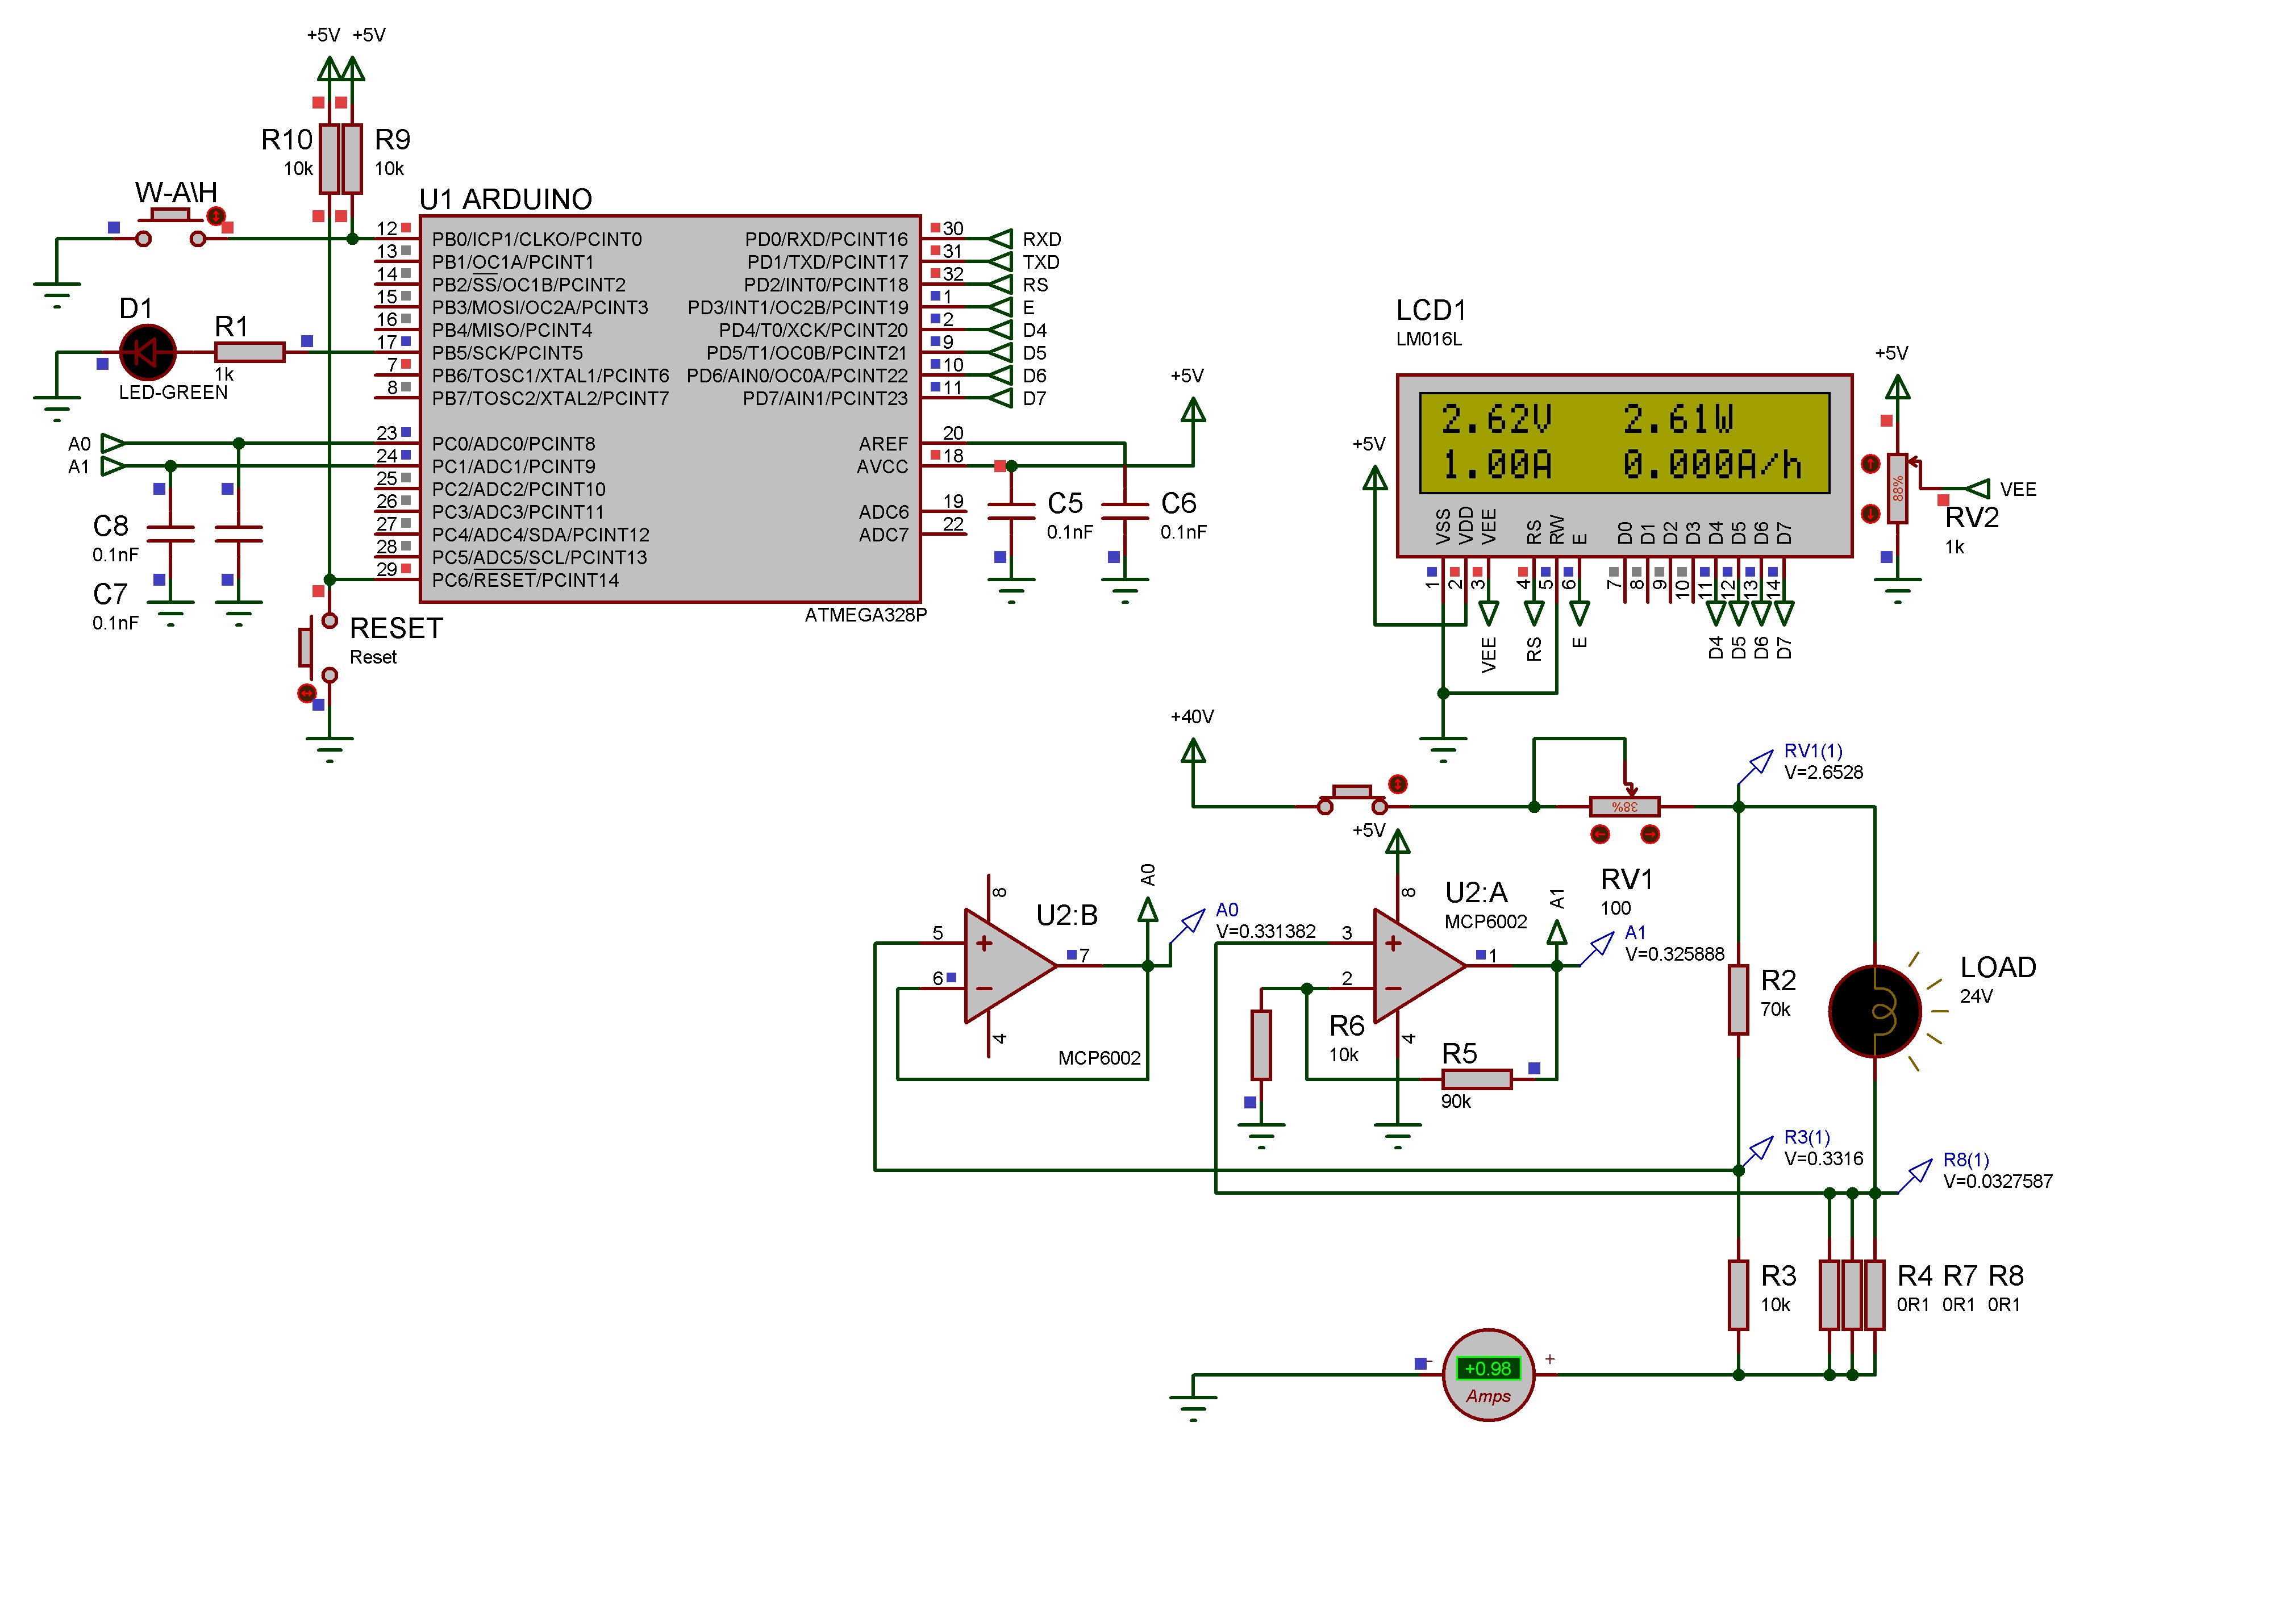 +5V +5V
R10
10k
R9
10k
W-A\H
U1 ARDUINO
12 PB0/ICP1/CLKO/PCINT0
13 PB1/OC1A/PCINT1
14 PB2/SS/OC1B/PCINT2
15 PB3/MOSI/OC2A/PCINT3
16 PB4/MISO/PCINT4
17 PB5/SCK/PCINT5
7 PB6/TOSC1/XTAL1/PCINT6
8 PB7/TOSC2/XTAL2/PCINT7
23 PC0/ADC0/PCINT8
24 PC1/ADC1/PCINT9
25 PC2/ADC2/PCINT10
26 PC3/ADC3/PCINT11
27 PC4/ADC4/SDA/PCINT12
28 PC5/ADC5/SCL/PCINT13
29 PC6/RESET/PCINT14
PD0/RXD/PCINT16 30 RXD
PD1/TXD/PCINT17 31 TXD
PD2/INT0/PCINT18 32 RS
PD3/INT1/OC2B/PCINT19 1 E
PD4/T0/XCK/PCINT20 2 D4
PD5/T1/OC0B/PCINT21 9 D5
PD6/AIN0/OC0A/PCINT22 10 D6
PD7/AIN1/PCINT23 11 D7
AREF 20
AVCC 18
ADC6 19
ADC7 22
ATMEGA328P
D1
LED-GREEN
R1
1k
A0
A1
C8
0.1nF
C7
0.1nF
RESET
Reset
+5V
C5
0.1nF
C6
0.1nF
LCD1
LM016L
+5V
2.62V 2.61W
1.00A 0.000A/h
VSS VDD VEE RS RW E D0 D1 D2 D3 D4 D5 D6 D7
1 2 3 4 5 6 7 8 9 10 11 12 13 14
VEE RS E D4 D5 D6 D7
+5V
88%
VEE
RV2
1k
+40V
38%
RV1
100
RV1(1)
V=2.6528
U2:B
MCP6002
5
6
7
8
4
A0
A0
V=0.331382
+5V
U2:A
MCP6002
3
2
1
8
4
A1
A1
V=0.325888
R6
10k
R5
90k
R2
70k
LOAD
24V
R3(1)
V=0.3316
R8(1)
V=0.0327587
R3
10k
R4 R7 R8
0R1 0R1 0R1
- +
+0.98
Amps